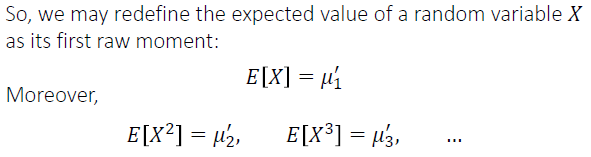 So, we may redefine the expected value of a random variable X
as its first raw moment:
E[X] = μ′₁
Moreover,
E[X²] = μ′₂, E[X³] = μ′₃, ...